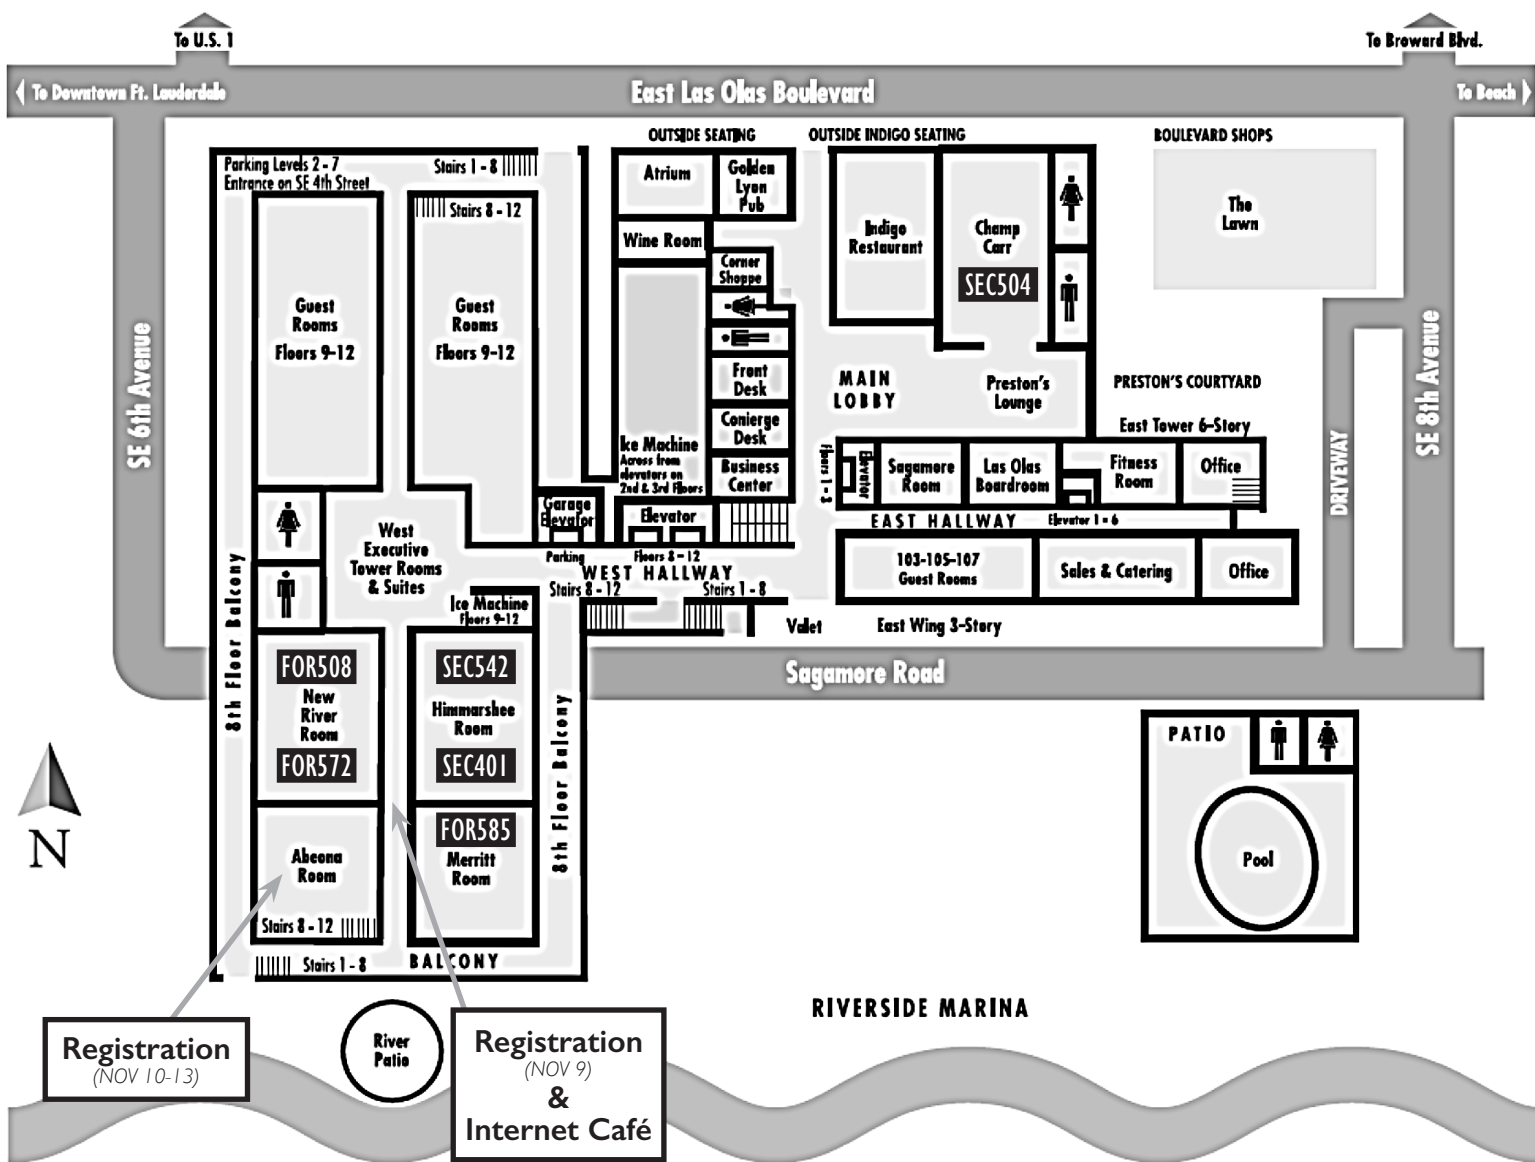 To U.S. 1
To Broward Blvd.
To Downtown Ft. Lauderdale
East Las Olas Boulevard
To Beach
OUTSIDE SEATING
OUTSIDE INDIGO SEATING
BOULEVARD SHOPS
Parking Levels 2 - 7
Entrance on SE 4th Street
Stairs 1 - 8
Stairs 8 - 12
Atrium
Golden
Lyon
Pub
Wine Room
Corner
Shoppe
Indigo
Restaurant
Champ
Carr
SEC504
The
Lawn
Guest
Rooms
Floors 9-12
Guest
Rooms
Floors 9-12
SE 6th Avenue
SE 8th Avenue
DRIVEWAY
Front
Desk
Conierge
Desk
Business
Center
MAIN
LOBBY
Preston's
Lounge
PRESTON'S COURTYARD
East Tower 6-Story
Ice Machine
Across from
elevators on
2nd & 3rd Floors
Floors 1 - 3
Elevator
Sagamore
Room
Las Olas
Boardroom
Fitness
Room
Office
Garage
Elevator
Elevator
EAST HALLWAY
Elevator 1 - 6
West
Executive
Tower Rooms
& Suites
Parking
Floors 8 - 12
WEST HALLWAY
Stairs 8 - 12
Stairs 1 - 8
103-105-107
Guest Rooms
Sales & Catering
Office
Ice Machine
Floors 9-12
Valet
East Wing 3-Story
8th Floor Balcony
Sagamore Road
FOR508
New
River
Room
FOR572
SEC542
Himmarshee
Room
SEC401
8th Floor Balcony
PATIO
Pool
N
Abeona
Room
Stairs 8 - 12
FOR585
Merritt
Room
Stairs 1 - 8
BALCONY
RIVERSIDE MARINA
Registration
(NOV 10-13)
River
Patio
Registration
(NOV 9)
&
Internet Café